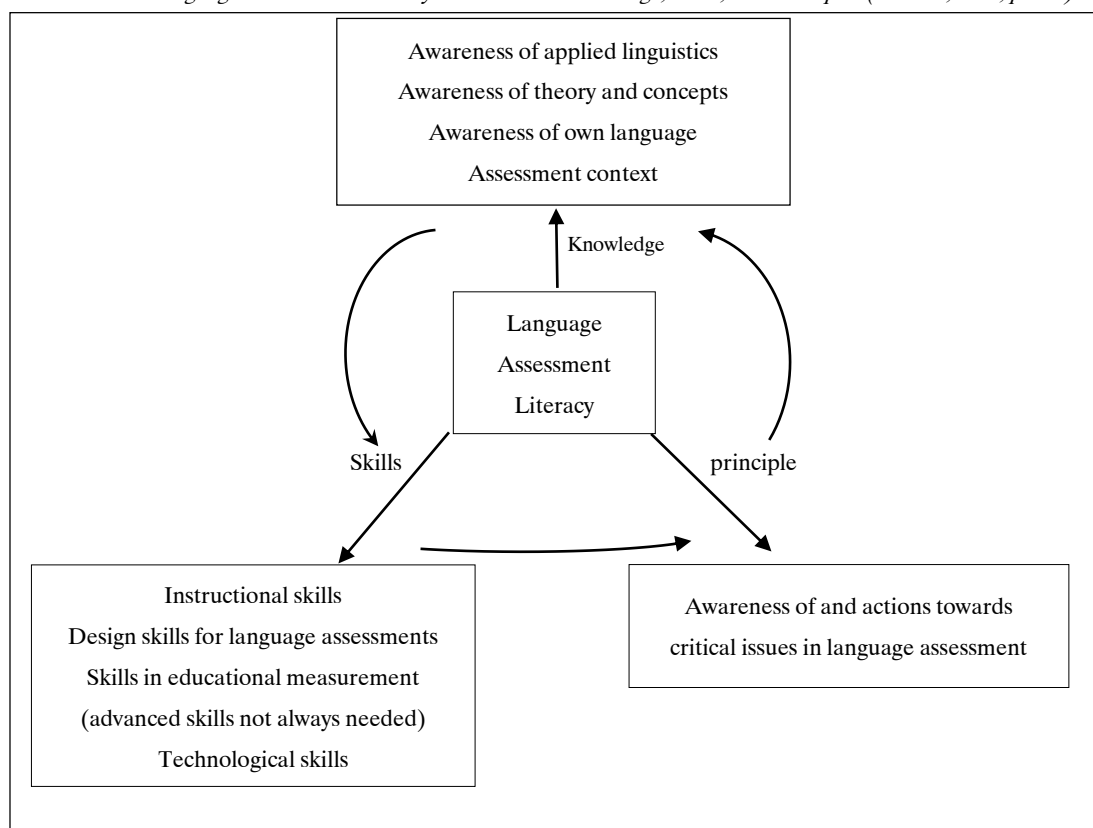 Awareness of applied linguistics
Awareness of theory and concepts
Awareness of own language
Assessment context
Knowledge
Language
Assessment
Literacy
Skills
principle
Instructional skills
Design skills for language assessments
Skills in educational measurement
(advanced skills not always needed)
Technological skills
Awareness of and actions towards
critical issues in language assessment